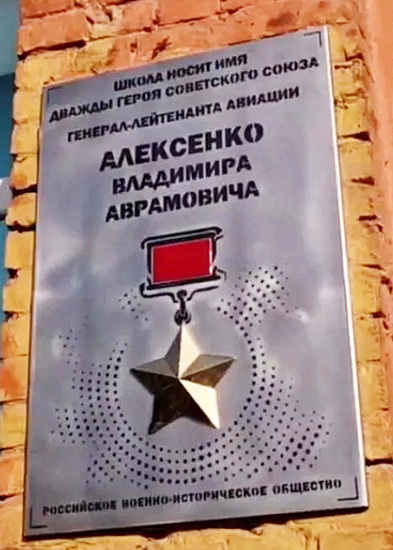 ШКОЛА НОСИТ ИМЯ
ДВАЖДЫ ГЕРОЯ СОВЕТСКОГО СОЮЗА
ГЕНЕРАЛ-ЛЕЙТЕНАНТА АВИАЦИИ
АЛЕКСЕНКО
ВЛАДИМИРА
АВРАМОВИЧА
РОССИЙСКОЕ ВОЕННО-ИСТОРИЧЕСКОЕ ОБЩЕСТВО